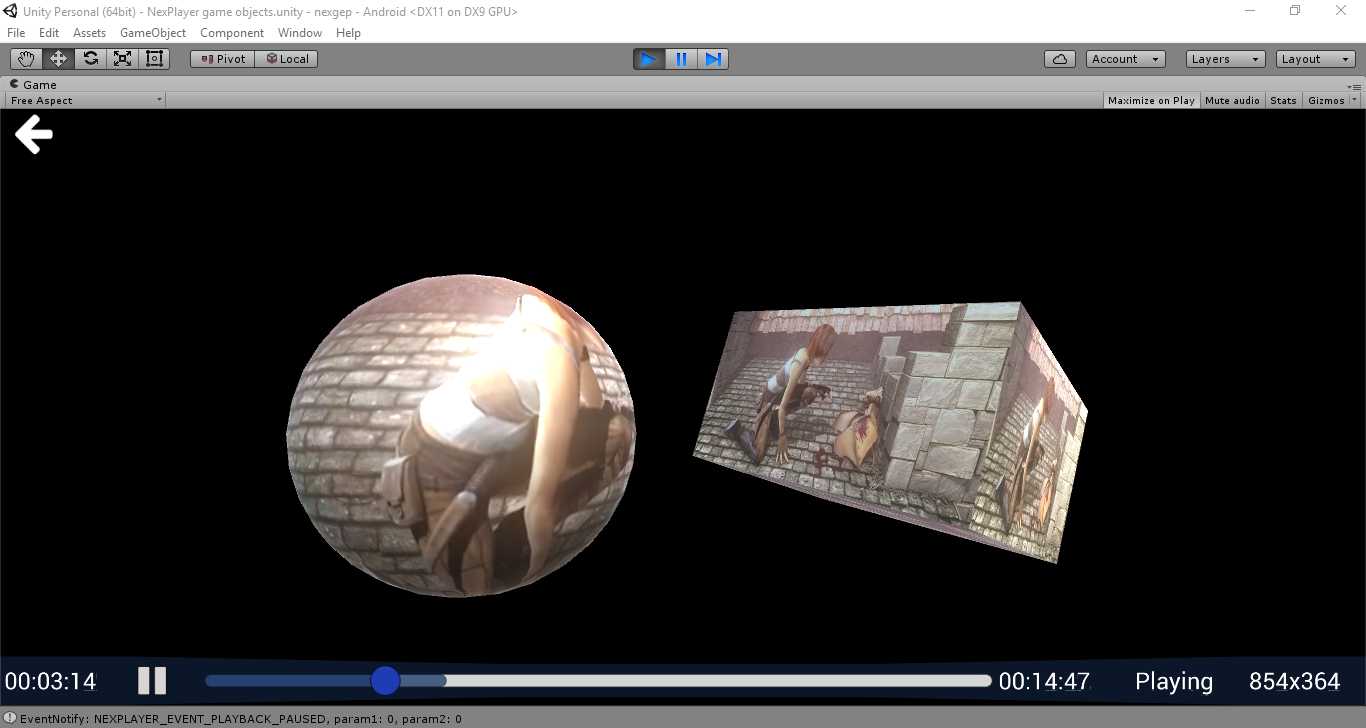 Unity Personal (64bit) - NexPlayer game objects.unity - nexgep - Android <DX11 on DX9 GPU>
File Edit Assets GameObject Component Window Help
Pivot Local Account Layers Layout
Game
Free Aspect Maximize on Play Mute audio Stats Gizmos
00:03:14 00:14:47 Playing 854x364
EventNotify: NEXPLAYER_EVENT_PLAYBACK_PAUSED, param1: 0, param2: 0